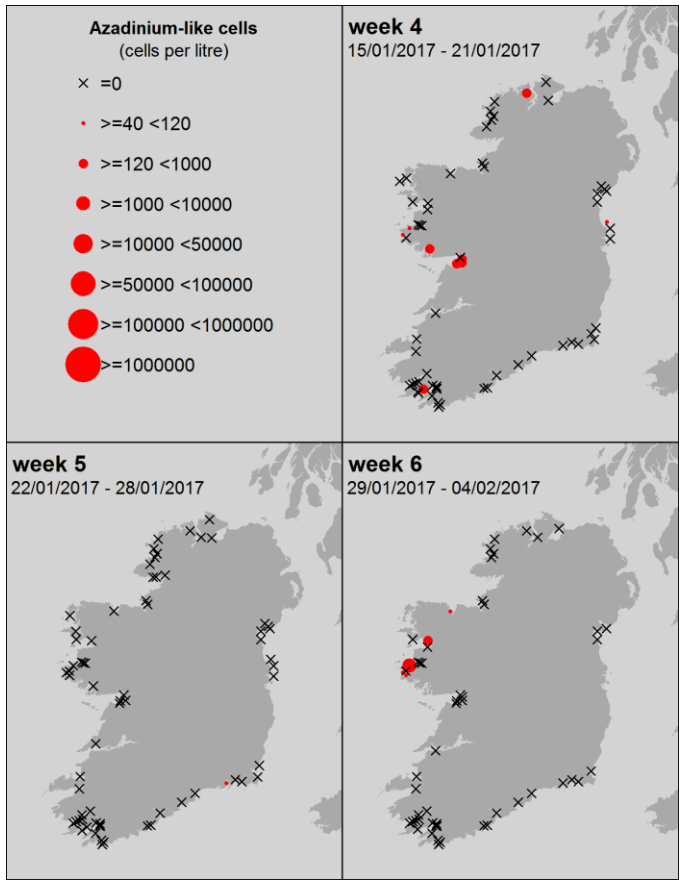 Azadinium-like cells
(cells per litre)
=0
>=40 <120
>=120 <1000
>=1000 <10000
>=10000 <50000
>=50000 <100000
>=100000 <1000000
>=1000000
week 4
15/01/2017 - 21/01/2017
week 5
22/01/2017 - 28/01/2017
week 6
29/01/2017 - 04/02/2017